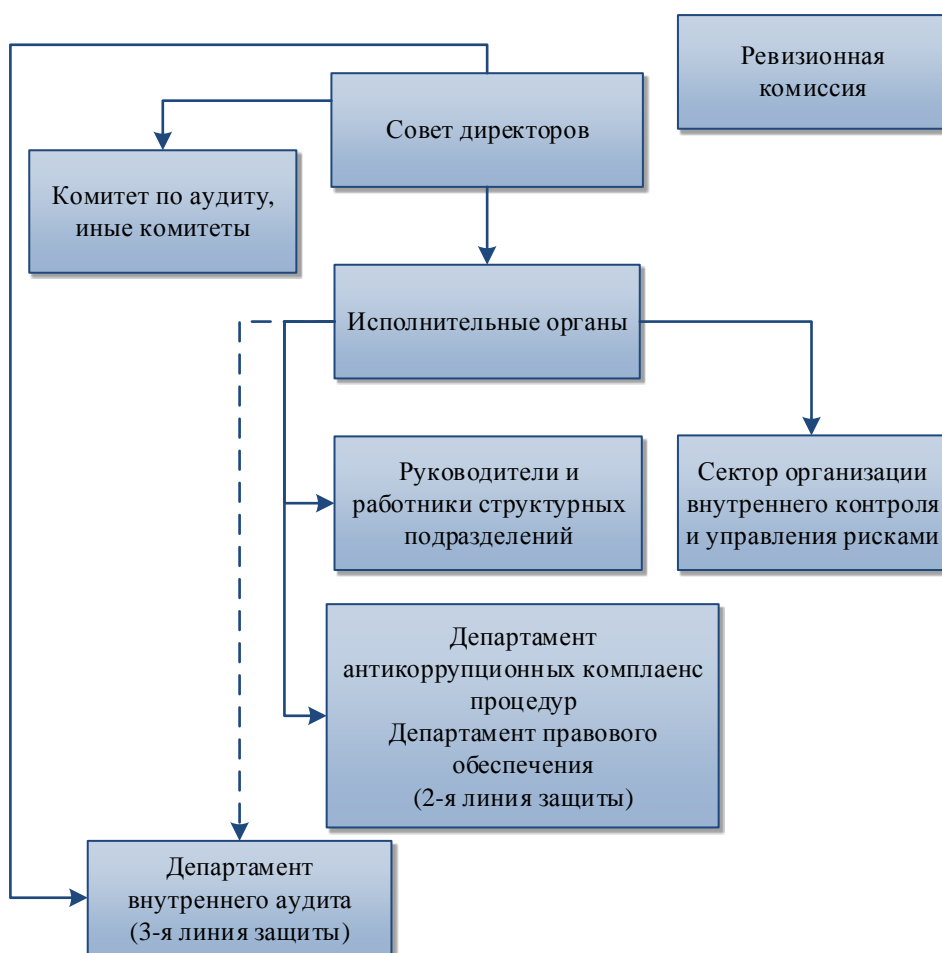 Ревизионная
комиссия
Совет директоров
Комитет по аудиту,
иные комитеты
Исполнительные органы
Руководители и
работники структурных
подразделений
Сектор организации
внутреннего контроля
и управления рисками
Департамент
антикоррупционных комплаенс
процедур
Департамент правового
обеспечения
(2-я линия защиты)
Департамент
внутреннего аудита
(3-я линия защиты)